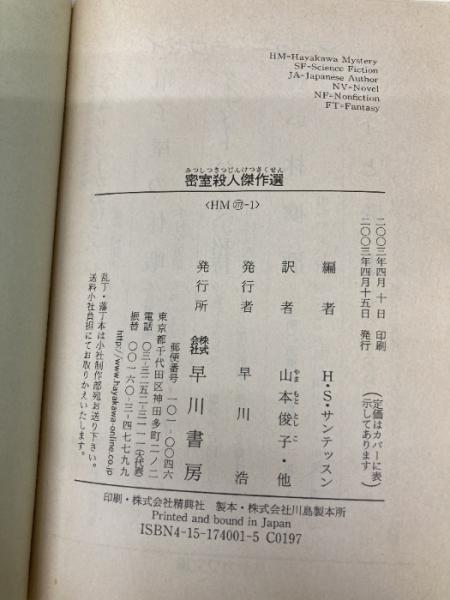 HM=Hayakawa Mystery
SF=Science Fiction
JA=Japanese Author
NV=Novel
NF=Nonfiction
FT=Fantasy
みつしつさつじんけっさくせん
密室殺人傑作選
二〇〇三年四月十日 印刷
二〇〇三年四月十五日 発行
(定価はカバーに表示してあります)
編者 H・S・サンテッスン
やま もと とし こ
訳者 山本俊子・他
発行者 早川浩
発行所 株式会社 早川書房
郵便番号 一〇一-〇〇四六
東京都千代田区神田多町二ノ二
電話 〇三-三二五二-三一一一(大代表)
振替 〇〇一六〇-三-四七七九九
http://www.hayakawa-online.co.jp
乱丁・落丁本は小社制作部宛お送り下さい。
送料小社負担にてお取りかえいたします。
印刷・株式会社精興社 製本・株式会社川島製本所
Printed and bound in Japan
ISBN4-15-174001-5 C0197